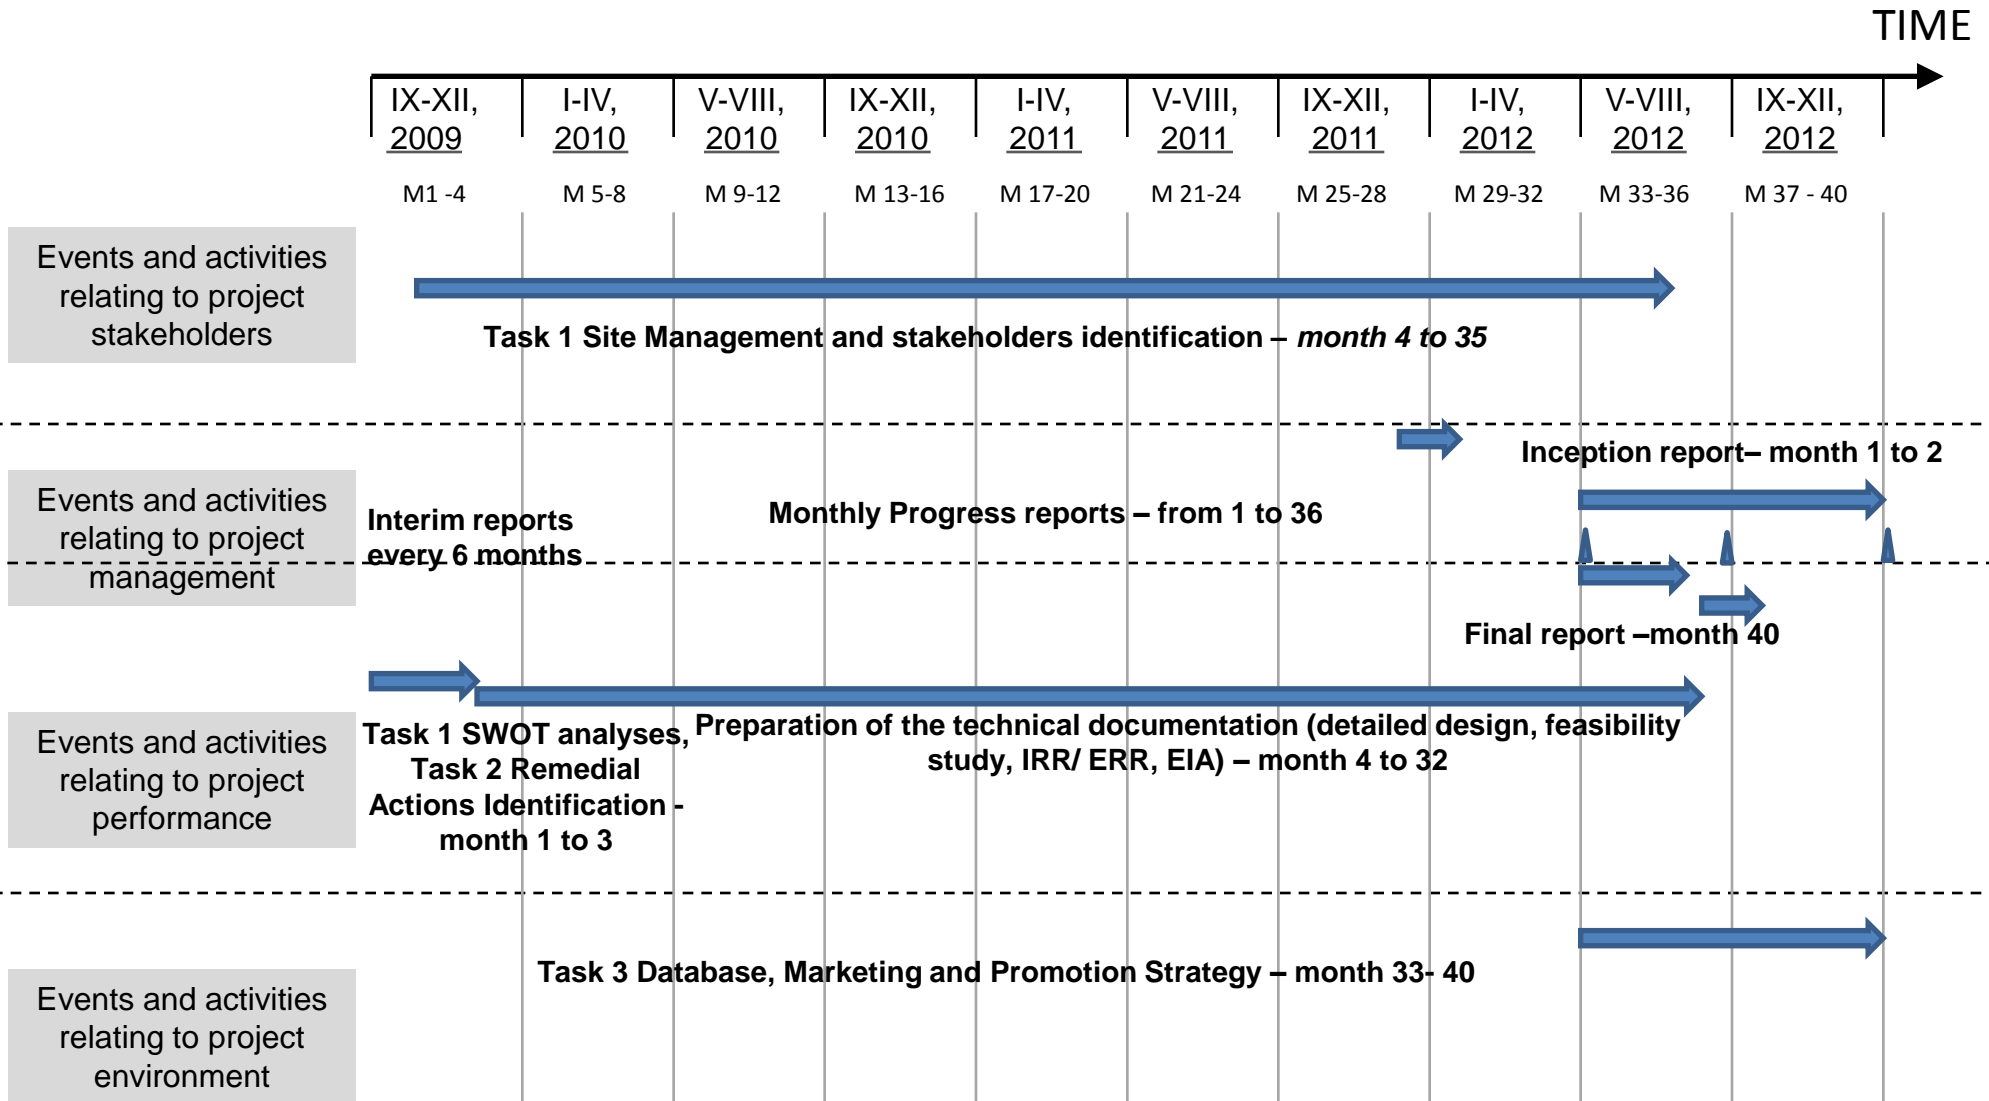 TIME
IX-XII,
2009
I-IV,
2010
V-VIII,
2010
IX-XII,
2010
I-IV,
2011
V-VIII,
2011
IX-XII,
2011
I-IV,
2012
V-VIII,
2012
IX-XII,
2012
M1 -4
M 5-8
M 9-12
M 13-16
M 17-20
M 21-24
M 25-28
M 29-32
M 33-36
M 37 - 40
Events and activities
relating to project
stakeholders
Task 1 Site Management and stakeholders identification – month 4 to 35
Events and activities
relating to project
management
Inception report– month 1 to 2
Monthly Progress reports – from 1 to 36
Interim reports
every 6 months
Final report –month 40
Events and activities
relating to project
performance
Task 1 SWOT analyses,
Task 2 Remedial
Actions Identification -
month 1 to 3
Preparation of the technical documentation (detailed design, feasibility
study, IRR/ ERR, EIA) – month 4 to 32
Events and activities
relating to project
environment
Task 3 Database, Marketing and Promotion Strategy – month 33- 40